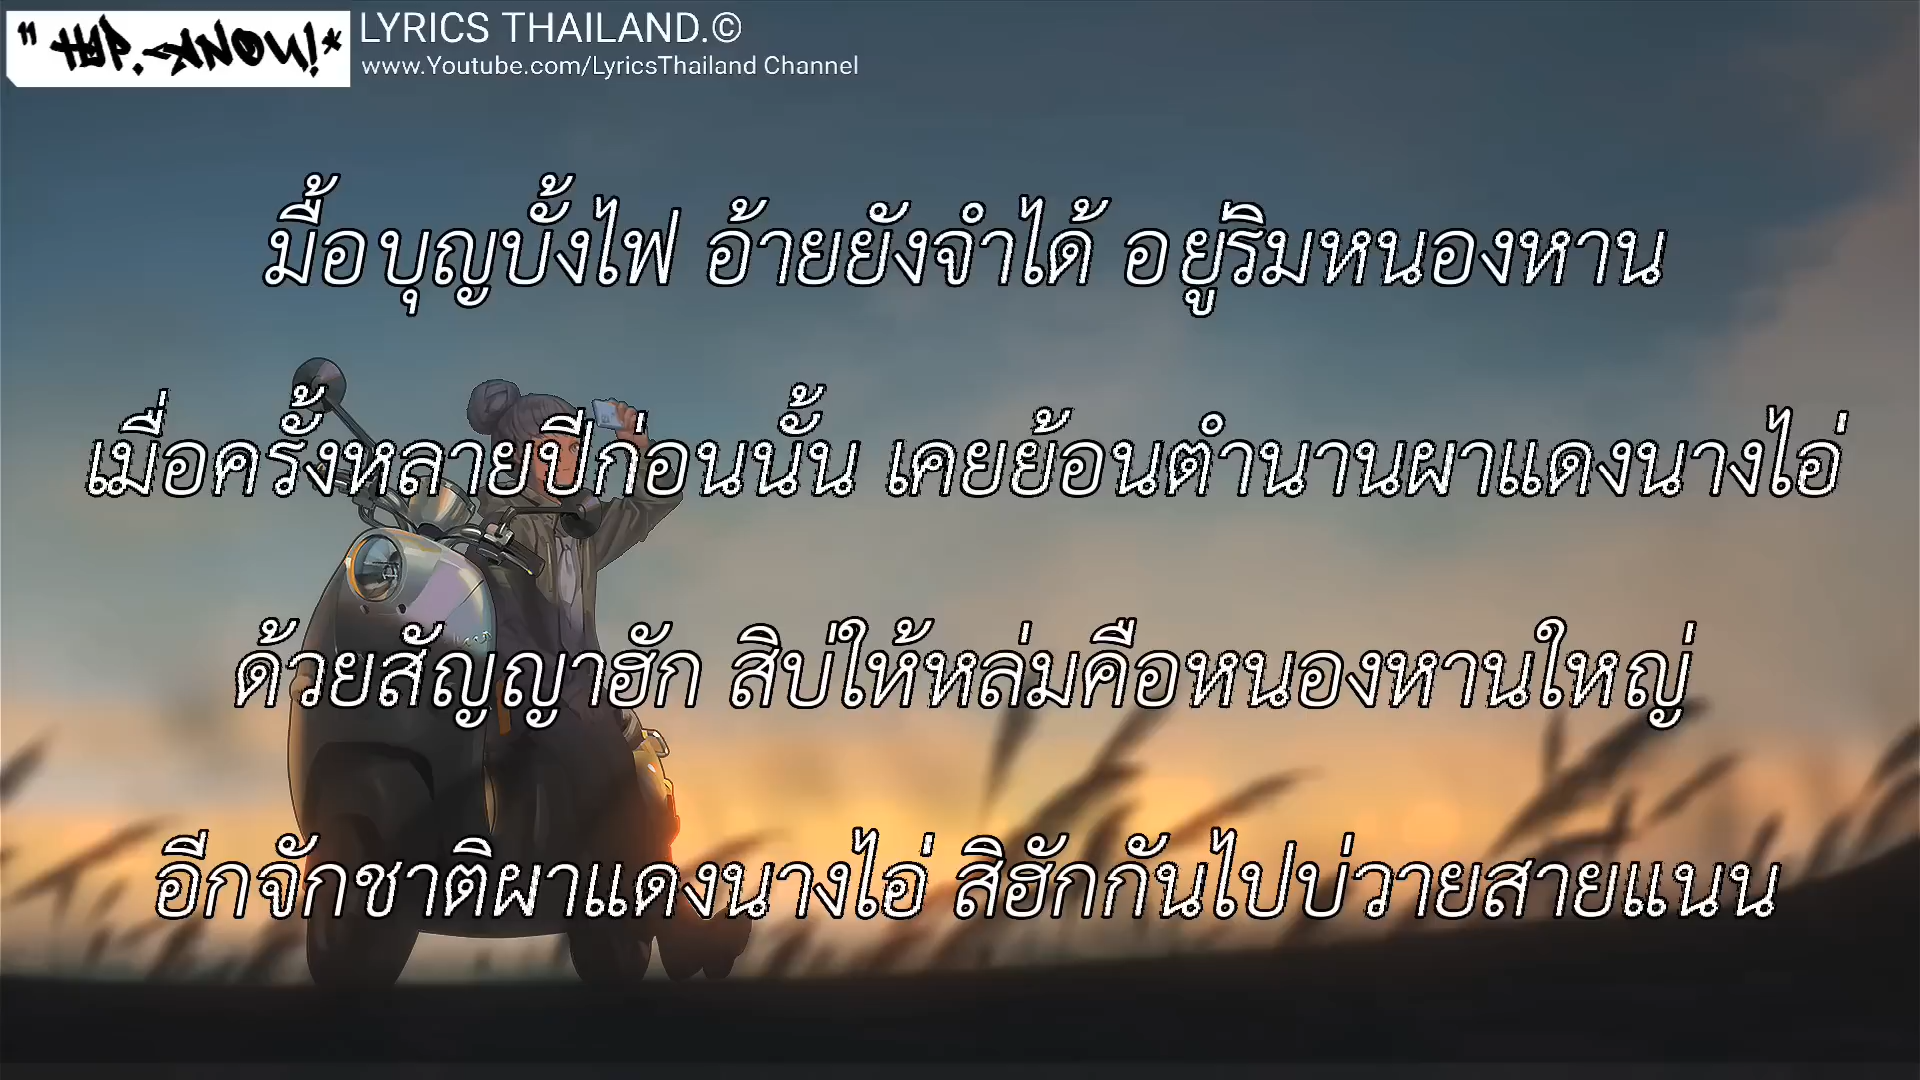 " HIP.-KNOW!*
LYRICS THAILAND.©
www.Youtube.com/LyricsThailand Channel
มื้อบุญบั้งไฟ อ้ายยังจำได้ อยู่ริมหนองหาน
เมื่อครั้งหลายปีก่อนนั้น เคยย้อนตำนานผาแดงนางไอ่
ด้วยสัญญาฮัก สิบ่ให้หล่มคือหนองหานใหญ่
อีกจักชาติผาแดงนางไอ่ สิฮักกันไปบ่วายสายแนน